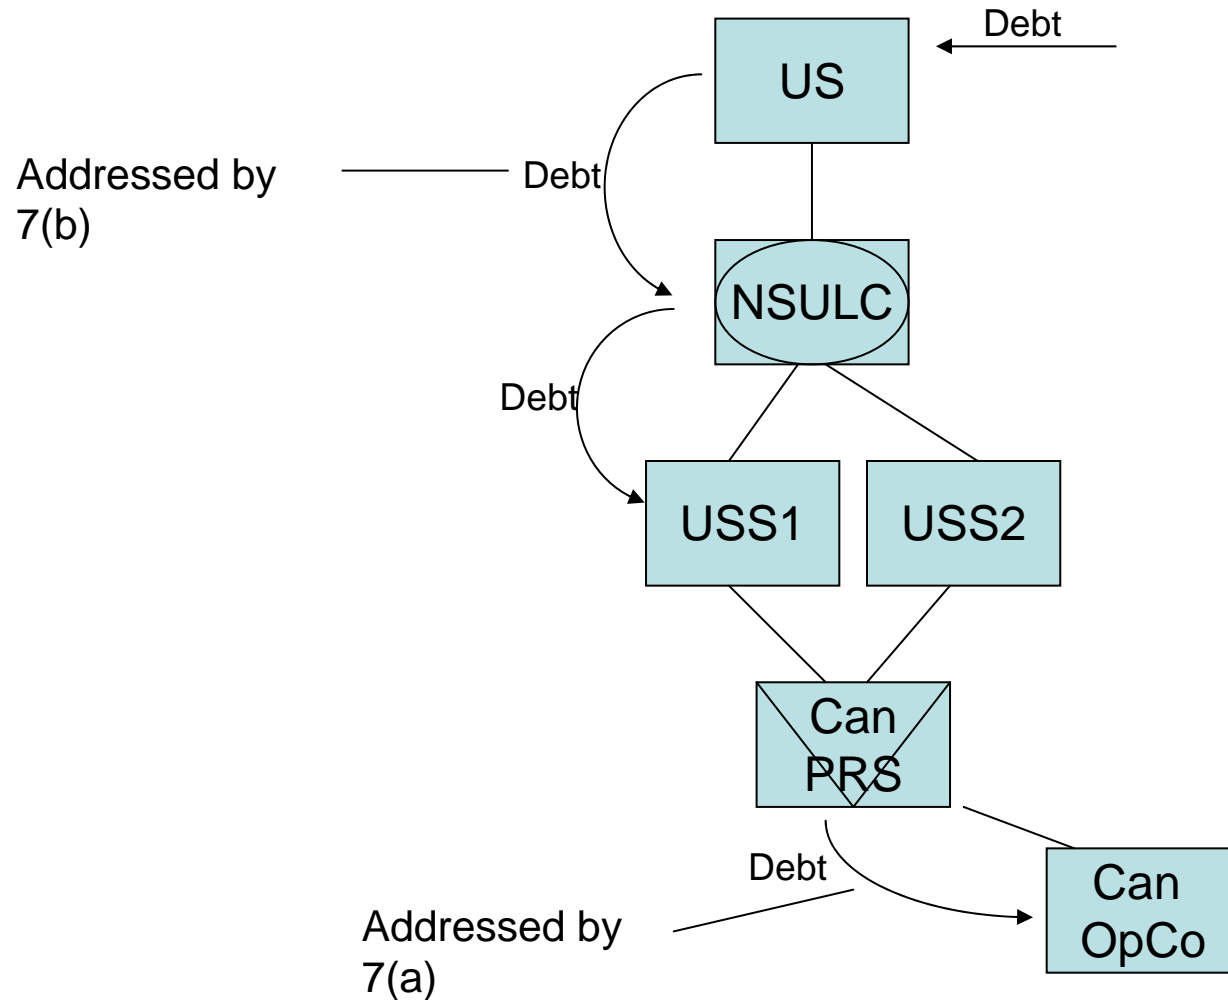 Debt
US
Addressed by
7(b)
Debt
NSULC
Debt
USS1
USS2
Can
PRS
Debt
Can
OpCo
Addressed by
7(a)